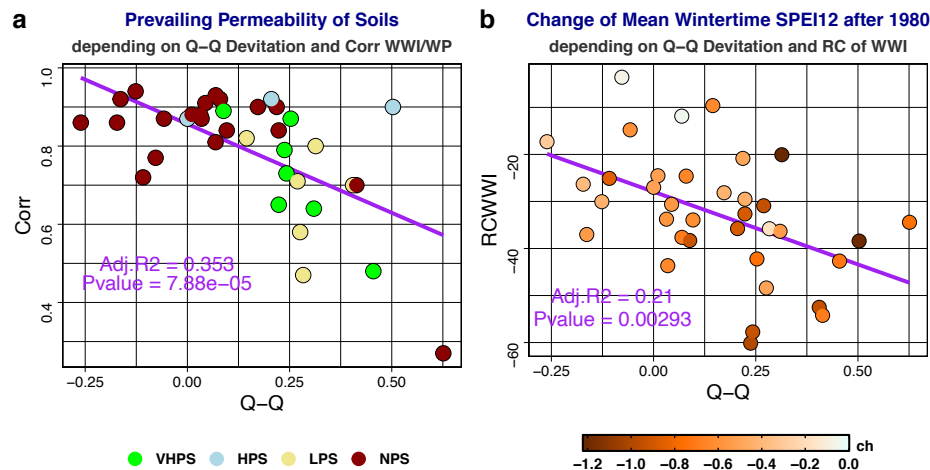 a
Prevailing Permeability of Soils
depending on Q−Q Devitation and Corr WWI/WP
1.0
0.8
0.6
0.4
Corr
Adj.R2 = 0.353
Pvalue = 7.88e−05
−0.25
0.00
0.25
0.50
Q−Q
VHPS
HPS
LPS
NPS
b
Change of Mean Wintertime SPEI12 after 1980
depending on Q−Q Devitation and RC of WWI
−20
−40
−60
RCWWI
Adj.R2 = 0.21
Pvalue = 0.00293
−0.25
0.00
0.25
0.50
Q−Q
ch
−1.2
−1.0
−0.8
−0.6
−0.4
−0.2
0.0